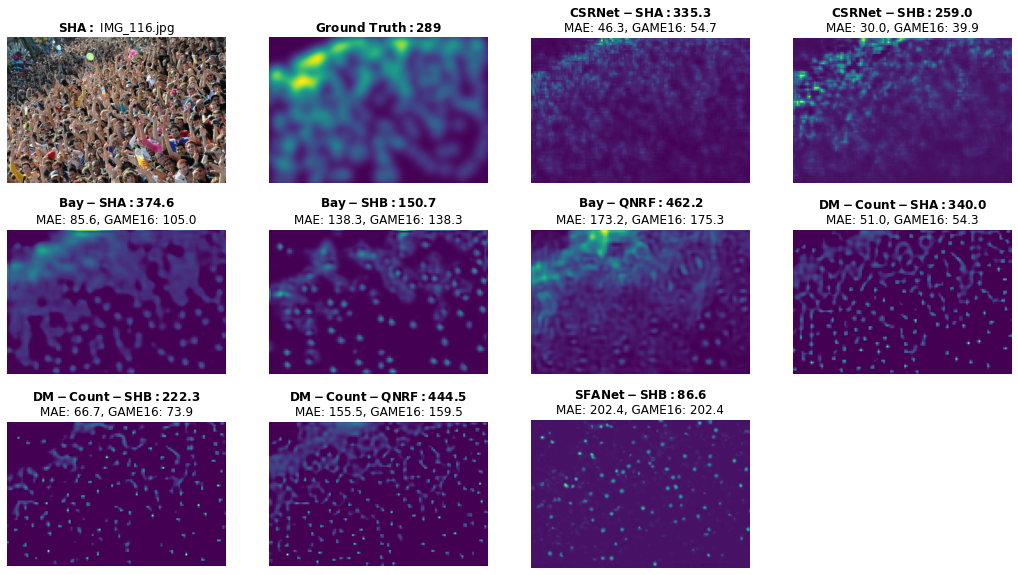 SHA: IMG_116.jpg
Ground Truth:289
CSRNet-SHA:335.3
MAE: 46.3, GAME16: 54.7
CSRNet-SHB:259.0
MAE: 30.0, GAME16: 39.9
Bay-SHA:374.6
MAE: 85.6, GAME16: 105.0
Bay-SHB:150.7
MAE: 138.3, GAME16: 138.3
Bay-QNRF:462.2
MAE: 173.2, GAME16: 175.3
DM-Count-SHA:340.0
MAE: 51.0, GAME16: 54.3
DM-Count-SHB:222.3
MAE: 66.7, GAME16: 73.9
DM-Count-QNRF:444.5
MAE: 155.5, GAME16: 159.5
SFANet-SHB:86.6
MAE: 202.4, GAME16: 202.4